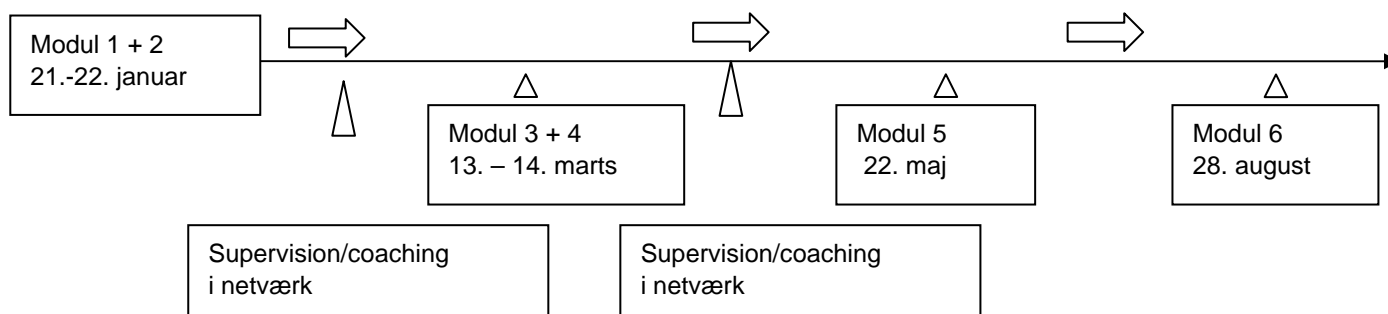 Modul 1 + 2
21.-22. januar
Modul 3 + 4
13. – 14. marts
Modul 5
22. maj
Modul 6
28. august
Supervision/coaching
i netværk
Supervision/coaching
i netværk